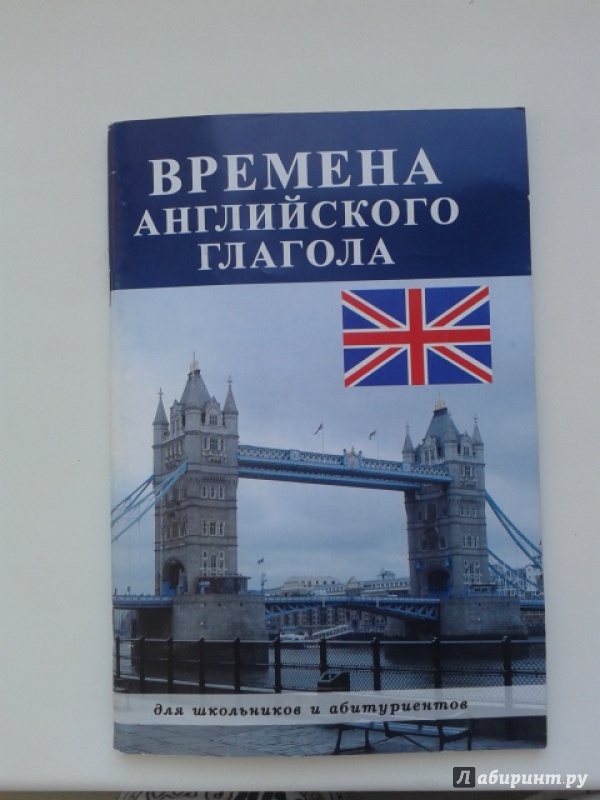 ВРЕМЕНА
АНГЛИЙСКОГО
ГЛАГОЛА
для школьников и абитуриентов
Лабиринт.ру